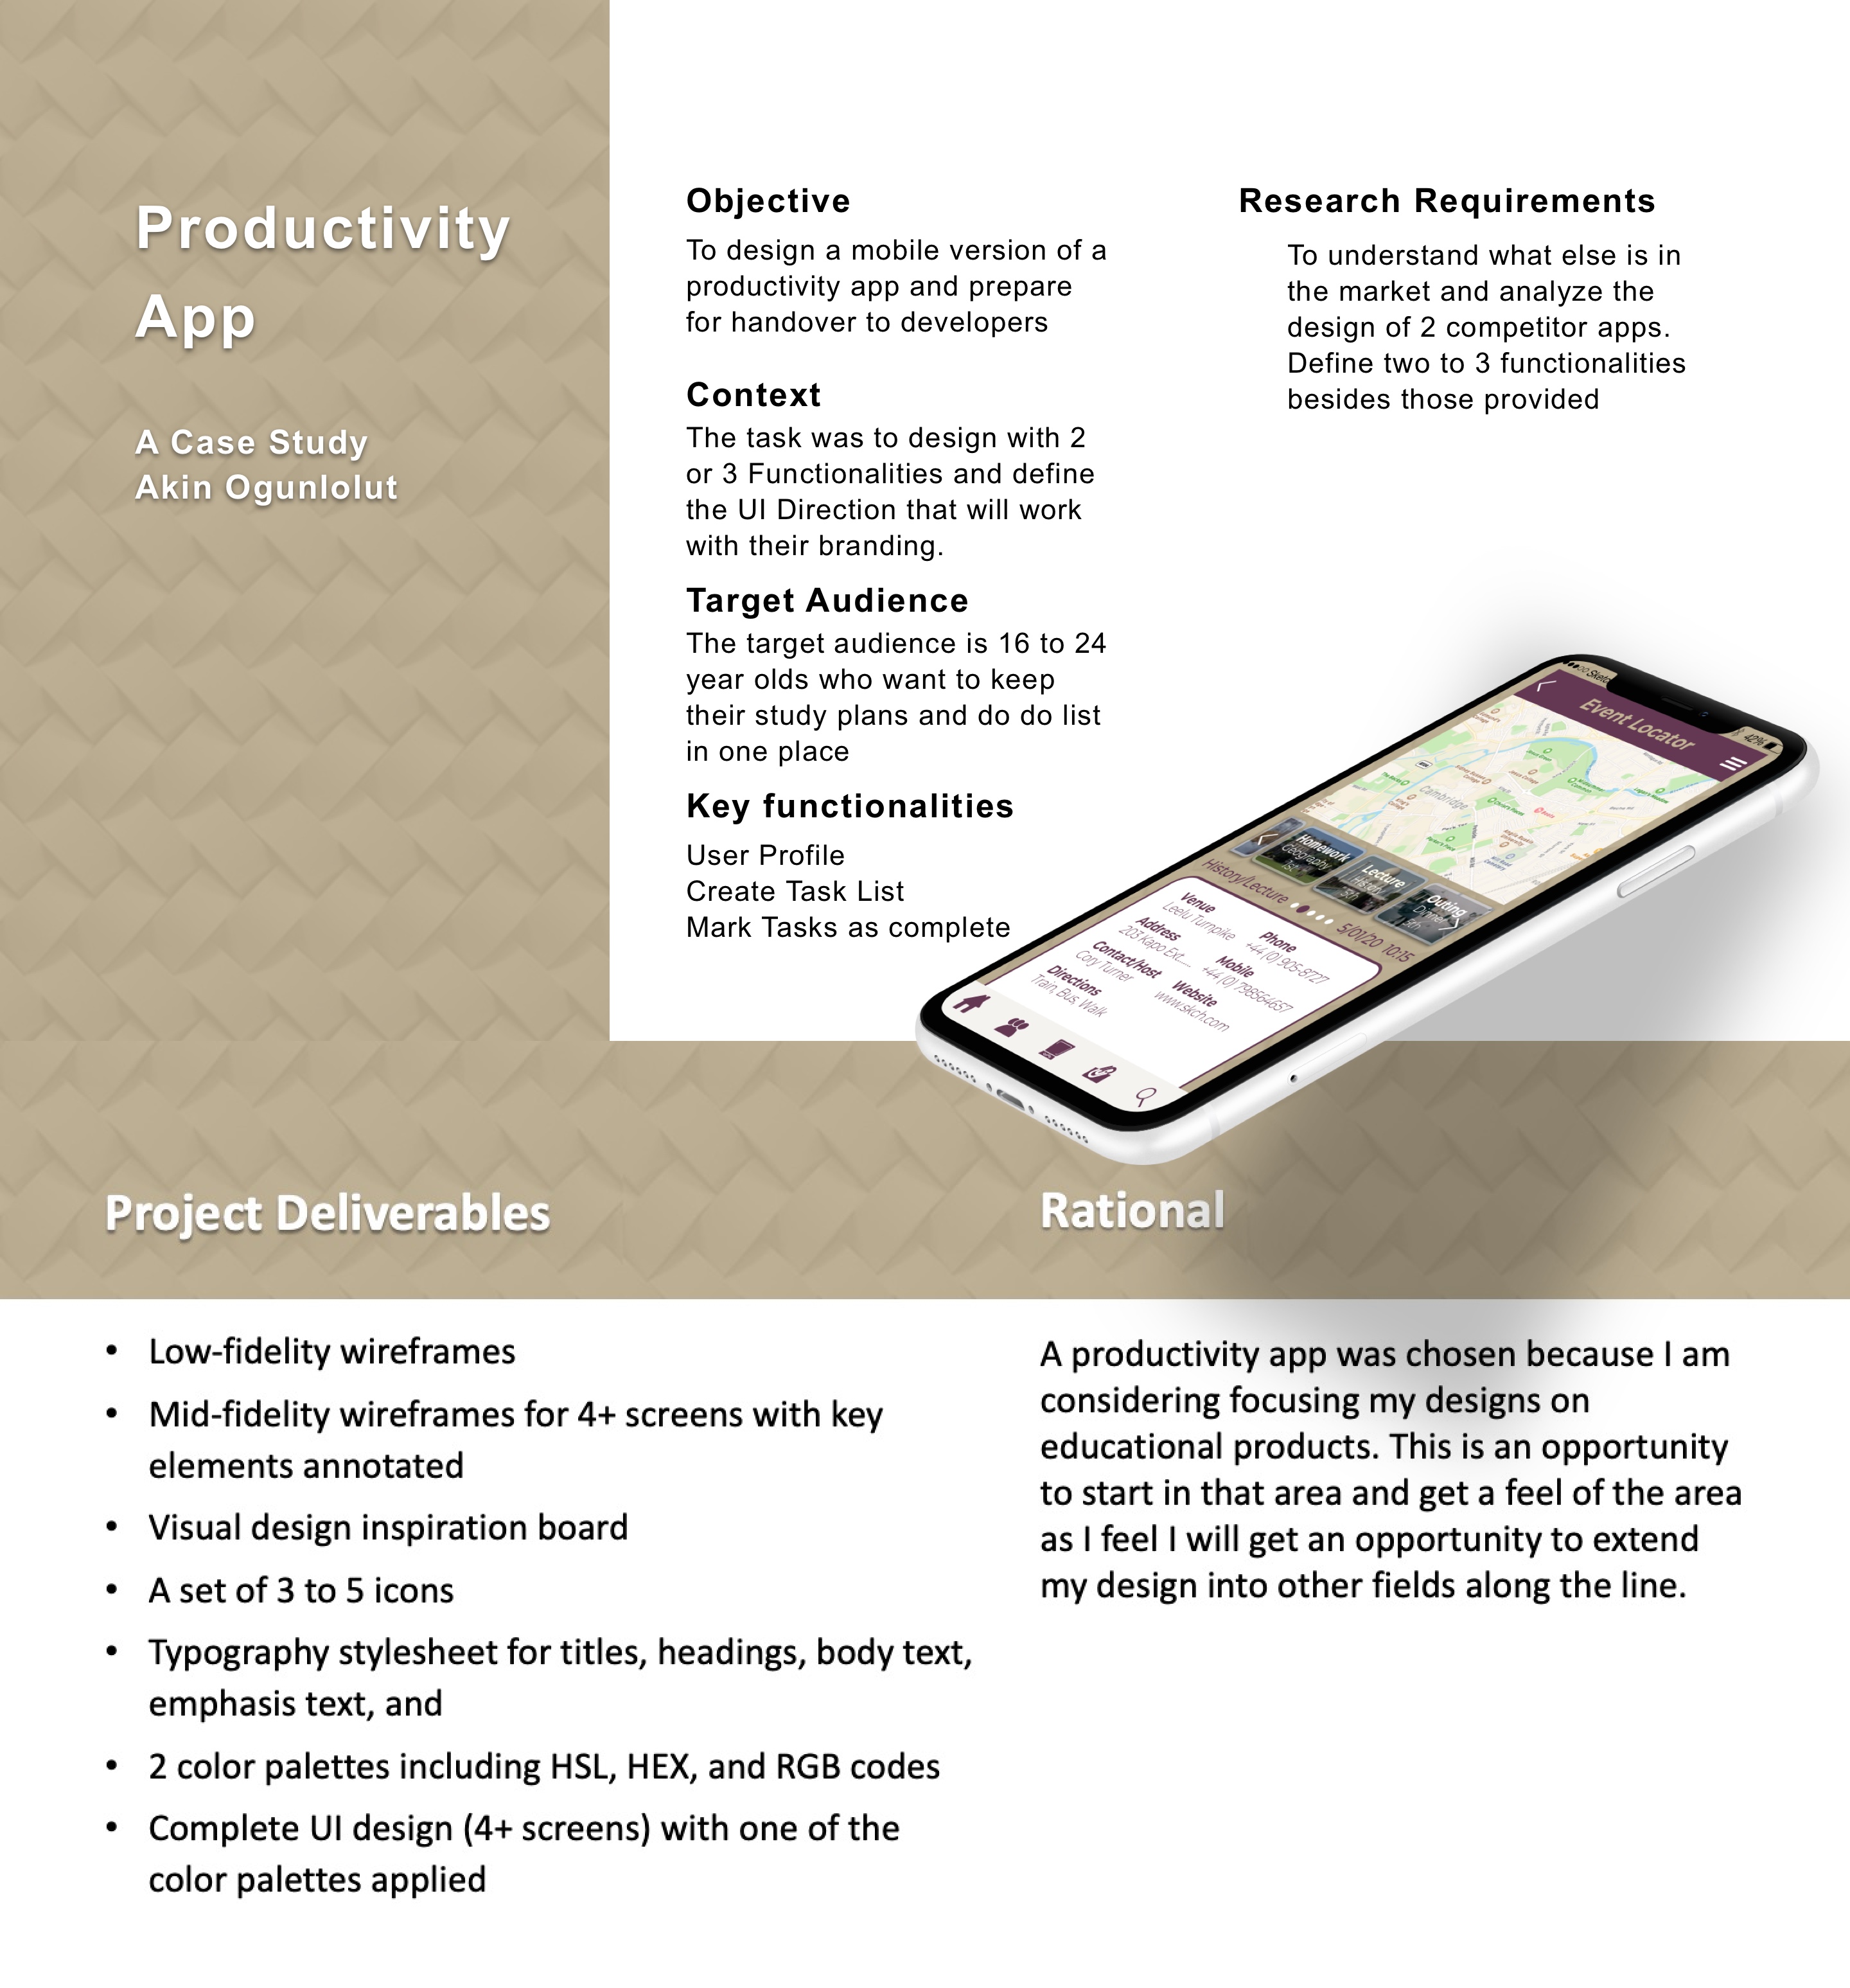 Productivity
App
A Case Study
Akin Ogunlolut
Objective
To design a mobile version of a
productivity app and prepare
for handover to developers
Context
The task was to design with 2
or 3 Functionalities and define
the UI Direction that will work
with their branding.
Target Audience
The target audience is 16 to 24
year olds who want to keep
their study plans and do do list
in one place
Key functionalities
User Profile
Create Task List
Mark Tasks as complete
Research Requirements
To understand what else is in
the market and analyze the
design of 2 competitor apps.
Define two to 3 functionalities
besides those provided
42%
Event Locator
Cambridge
Homework
Geography
1st
Lecture
History
5th
Outing
Dinner
9th
History/Lecture
5/01/20 10:15
Venue
Leelu Turnpike
Phone
+44 (0) 905-8727
Address
203 Kapo Ext....
Mobile
+44 (0) 798564657
Contact/Host
Cory Turner
Website
www.skch.com
Directions
Train, Bus, Walk
Project Deliverables
• Low-fidelity wireframes
• Mid-fidelity wireframes for 4+ screens with key
elements annotated
• Visual design inspiration board
• A set of 3 to 5 icons
• Typography stylesheet for titles, headings, body text,
emphasis text, and
• 2 color palettes including HSL, HEX, and RGB codes
• Complete UI design (4+ screens) with one of the
color palettes applied
Rational
A productivity app was chosen because I am
considering focusing my designs on
educational products. This is an opportunity
to start in that area and get a feel of the area
as I feel I will get an opportunity to extend
my design into other fields along the line.